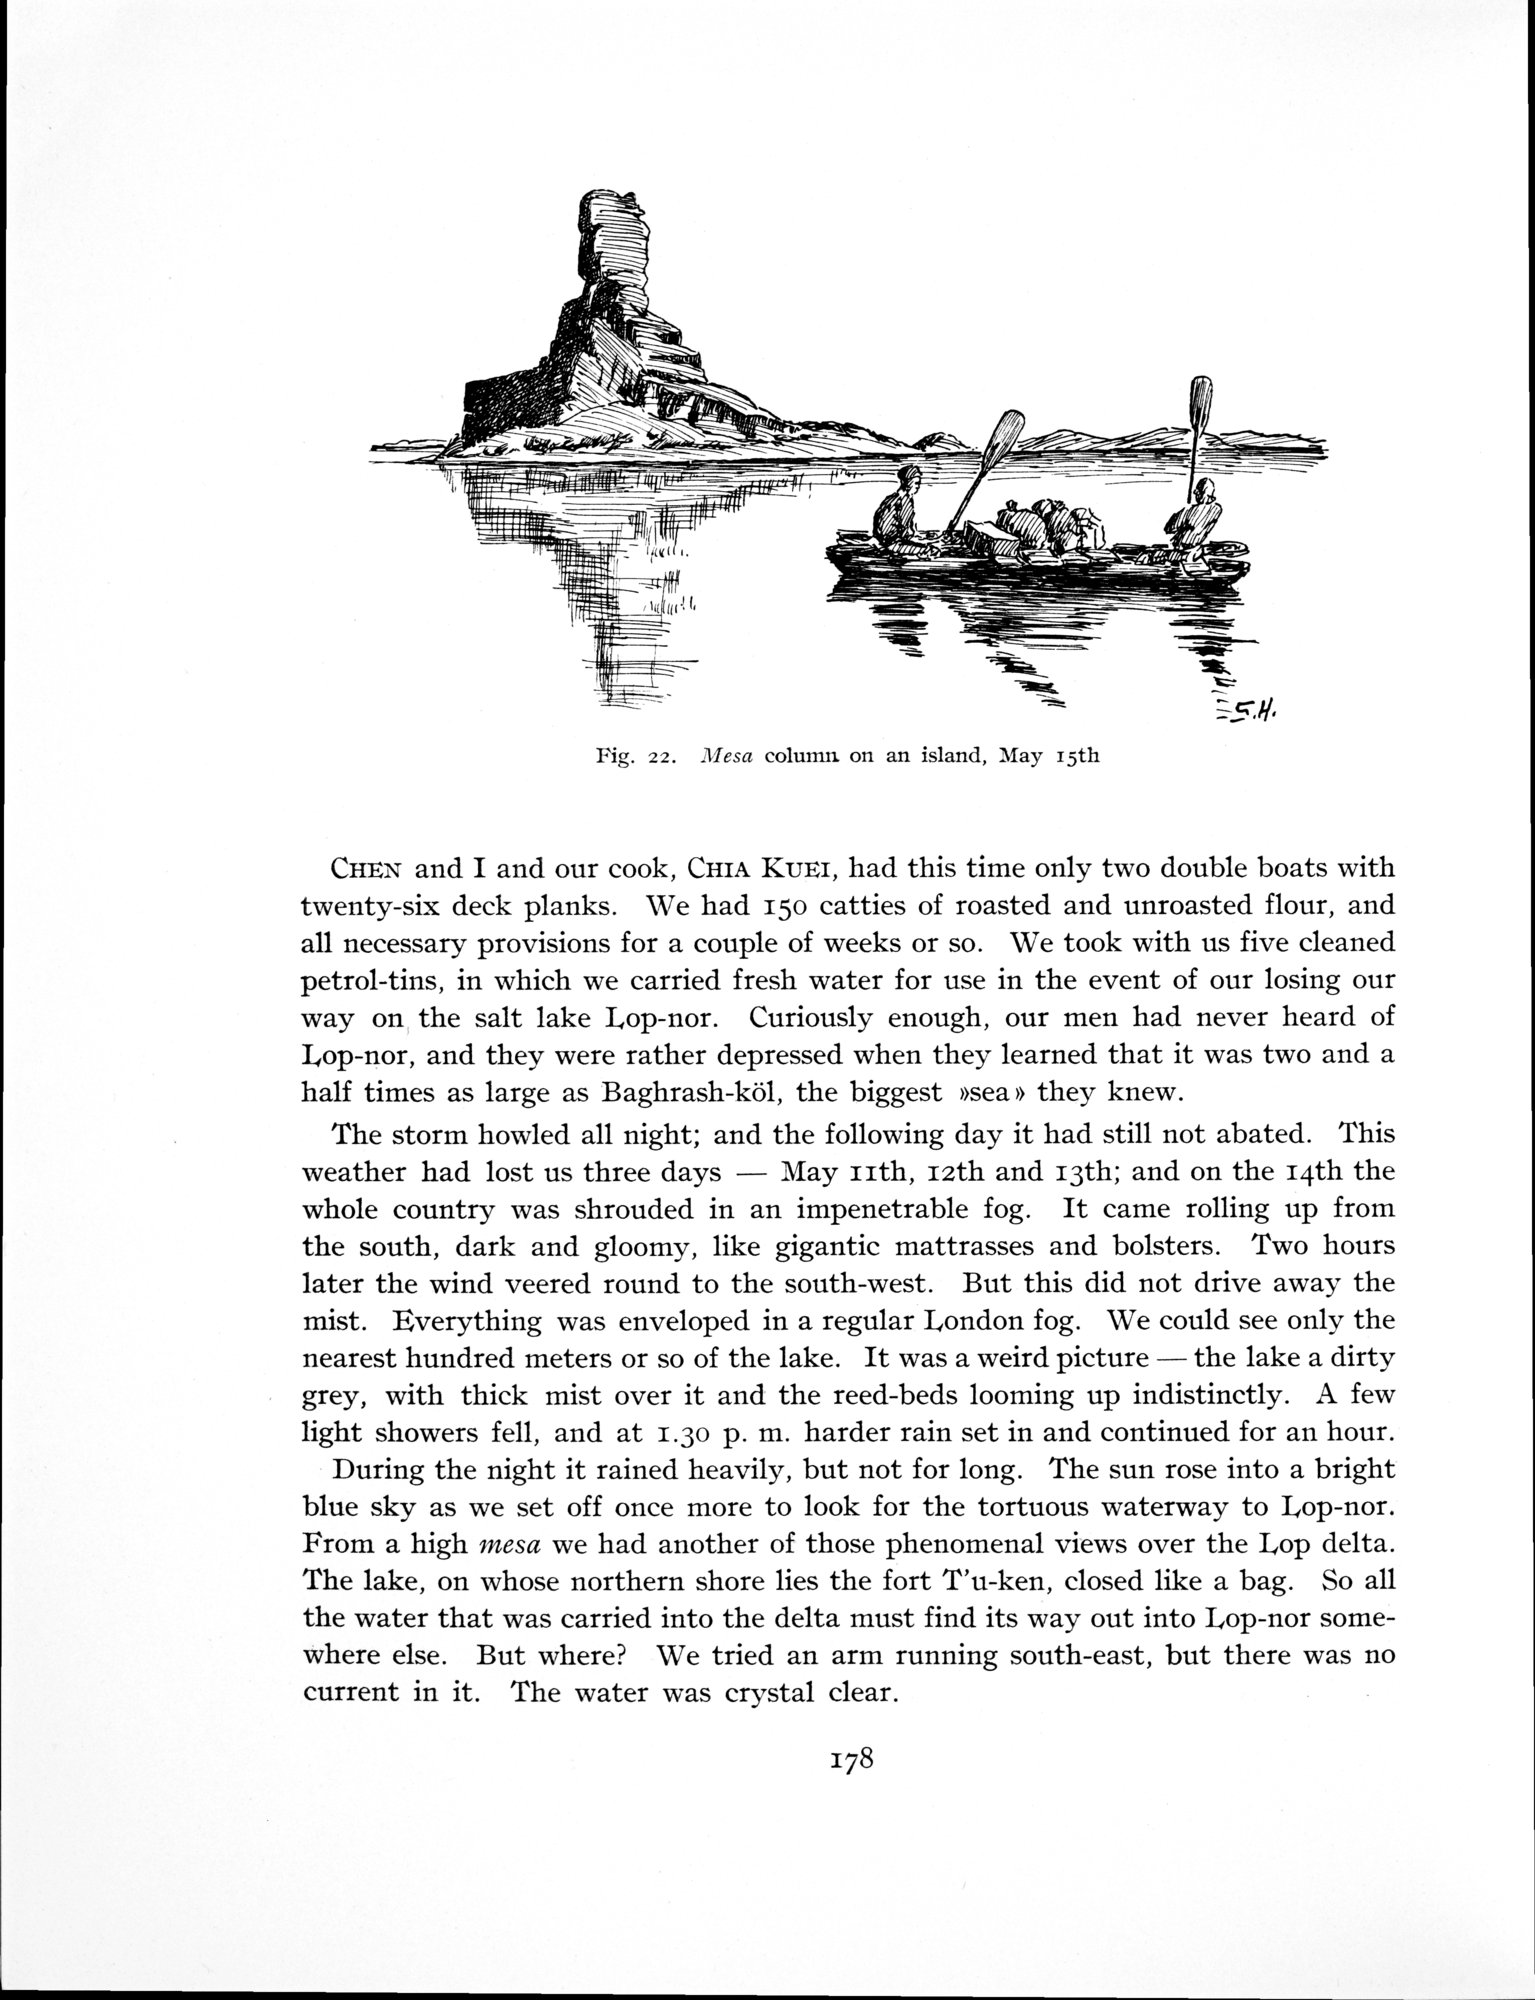 S.H.
Fig. 22. Mesa column on an island, May 15th
CHEN and I and our cook, CHIA KUEI, had this time only two double boats with
twenty-six deck planks. We had 150 catties of roasted and unroasted flour, and
all necessary provisions for a couple of weeks or so. We took with us five cleaned
petrol-tins, in which we carried fresh water for use in the event of our losing our
way on the salt lake Lop-nor. Curiously enough, our men had never heard of
Lop-nor, and they were rather depressed when they learned that it was two and a
half times as large as Baghrash-köl, the biggest »sea» they knew.
The storm howled all night; and the following day it had still not abated. This
weather had lost us three days — May 11th, 12th and 13th; and on the 14th the
whole country was shrouded in an impenetrable fog. It came rolling up from
the south, dark and gloomy, like gigantic mattrasses and bolsters. Two hours
later the wind veered round to the south-west. But this did not drive away the
mist. Everything was enveloped in a regular London fog. We could see only the
nearest hundred meters or so of the lake. It was a weird picture — the lake a dirty
grey, with thick mist over it and the reed-beds looming up indistinctly. A few
light showers fell, and at 1.30 p. m. harder rain set in and continued for an hour.
During the night it rained heavily, but not for long. The sun rose into a bright
blue sky as we set off once more to look for the tortuous waterway to Lop-nor.
From a high mesa we had another of those phenomenal views over the Lop delta.
The lake, on whose northern shore lies the fort T'u-ken, closed like a bag. So all
the water that was carried into the delta must find its way out into Lop-nor some-
where else. But where? We tried an arm running south-east, but there was no
current in it. The water was crystal clear.
178